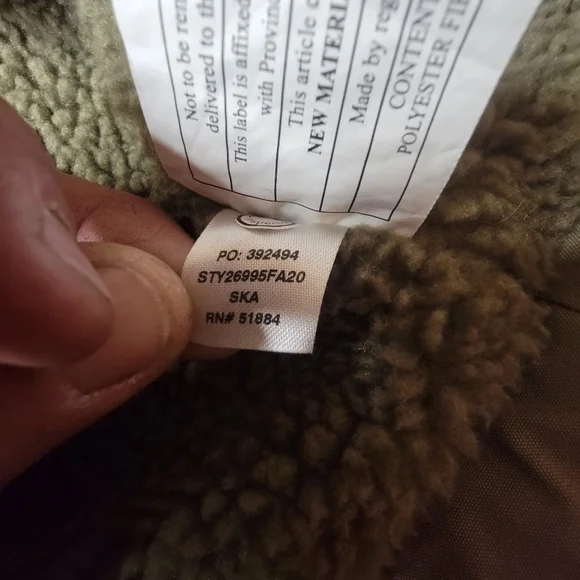 Not to be rem
delivered to th
This label is affixed
with Provinc
This article c
NEW MATERI
Made by reg
CONTENT
POLYESTER FI
PO: 392494
STY26995FA20
SKA
RN# 51884